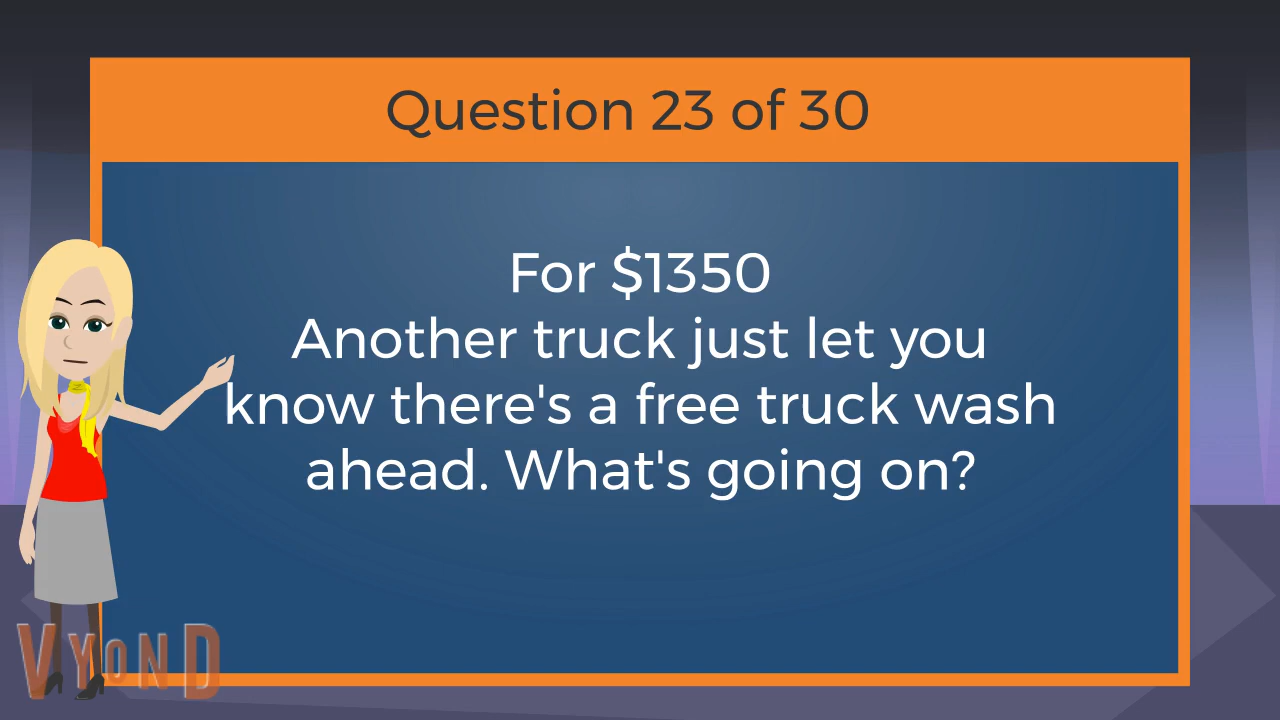 Question 23 of 30
For $1350
Another truck just let you
know there's a free truck wash
ahead. What's going on?
VYOND